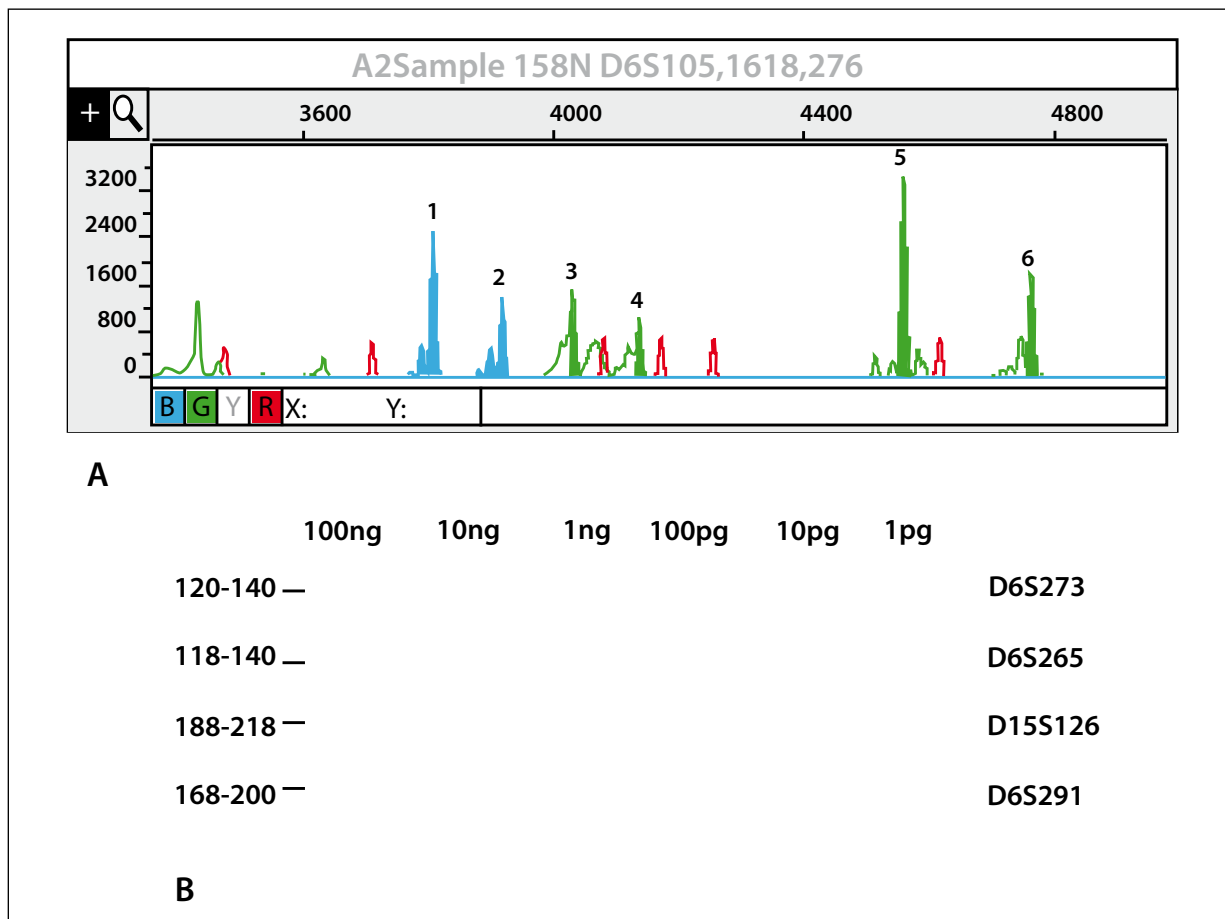 A2Sample 158N D6S105,1618,276
+ 3600 4000 4400 4800
3200
2400
1600
800
0
1
2
3
4
5
6
B G Y R X: Y:
A
100ng 10ng 1ng 100pg 10pg 1pg
120-140 D6S273
118-140 D6S265
188-218 D15S126
168-200 D6S291
B